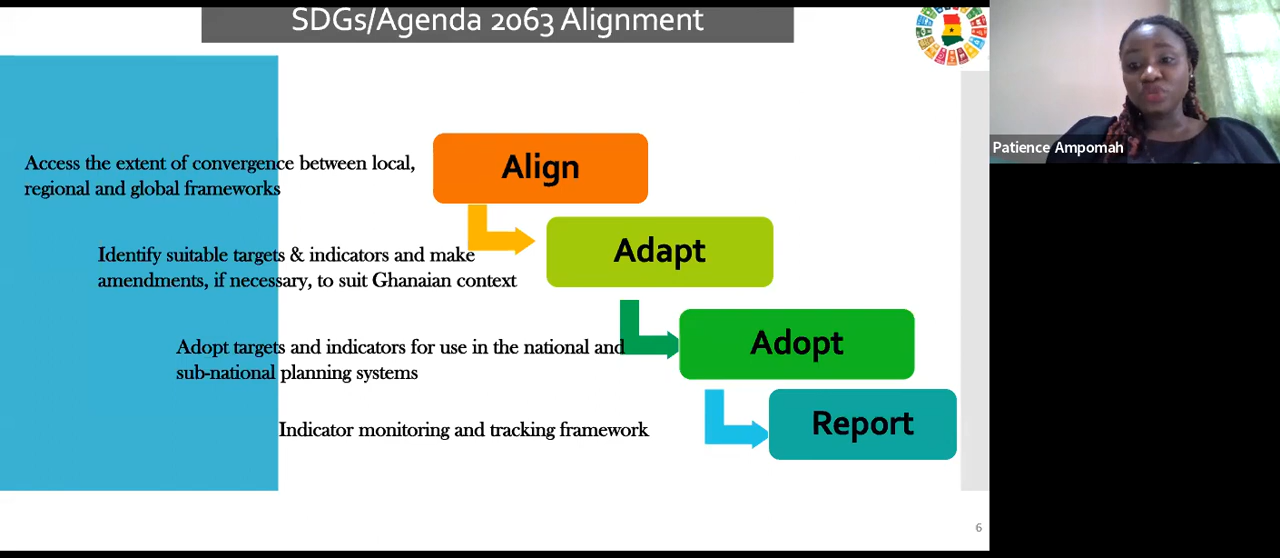 SDGs/Agenda 2063 Alignment
Patience Ampomah
Access the extent of convergence between local,
regional and global frameworks
Align
Identify suitable targets & indicators and make
amendments, if necessary, to suit Ghanaian context
Adapt
Adopt targets and indicators for use in the national and
sub-national planning systems
Adopt
Indicator monitoring and tracking framework
Report
6